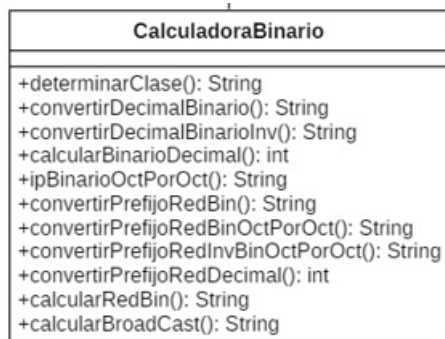 CalculadoraBinario
+determinarClase(): String
+convertirDecimalBinario(): String
+convertirDecimalBinarioInv(): String
+calcularBinarioDecimal(): int
+ipBinarioOctPorOct(): String
+convertirPrefijoRedBin(): String
+convertirPrefijoRedBinOctPorOct(): String
+convertirPrefijoRedInvBinOctPorOct(): String
+convertirPrefijoRedDecimal(): int
+calcularRedBin(): String
+calcularBroadCast(): String